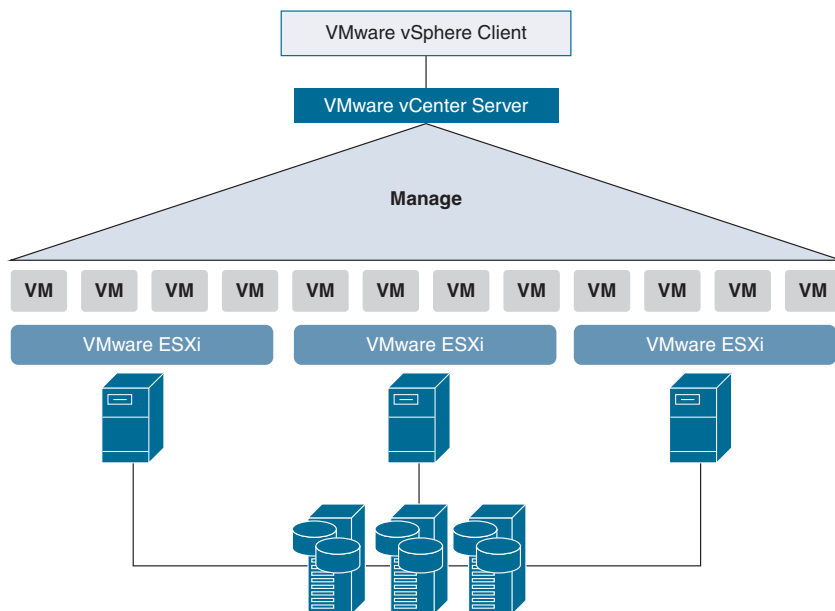 VMware vSphere Client
VMware vCenter Server
Manage
VM VM VM VM VM VM VM VM VM VM VM VM
VMware ESXi VMware ESXi VMware ESXi